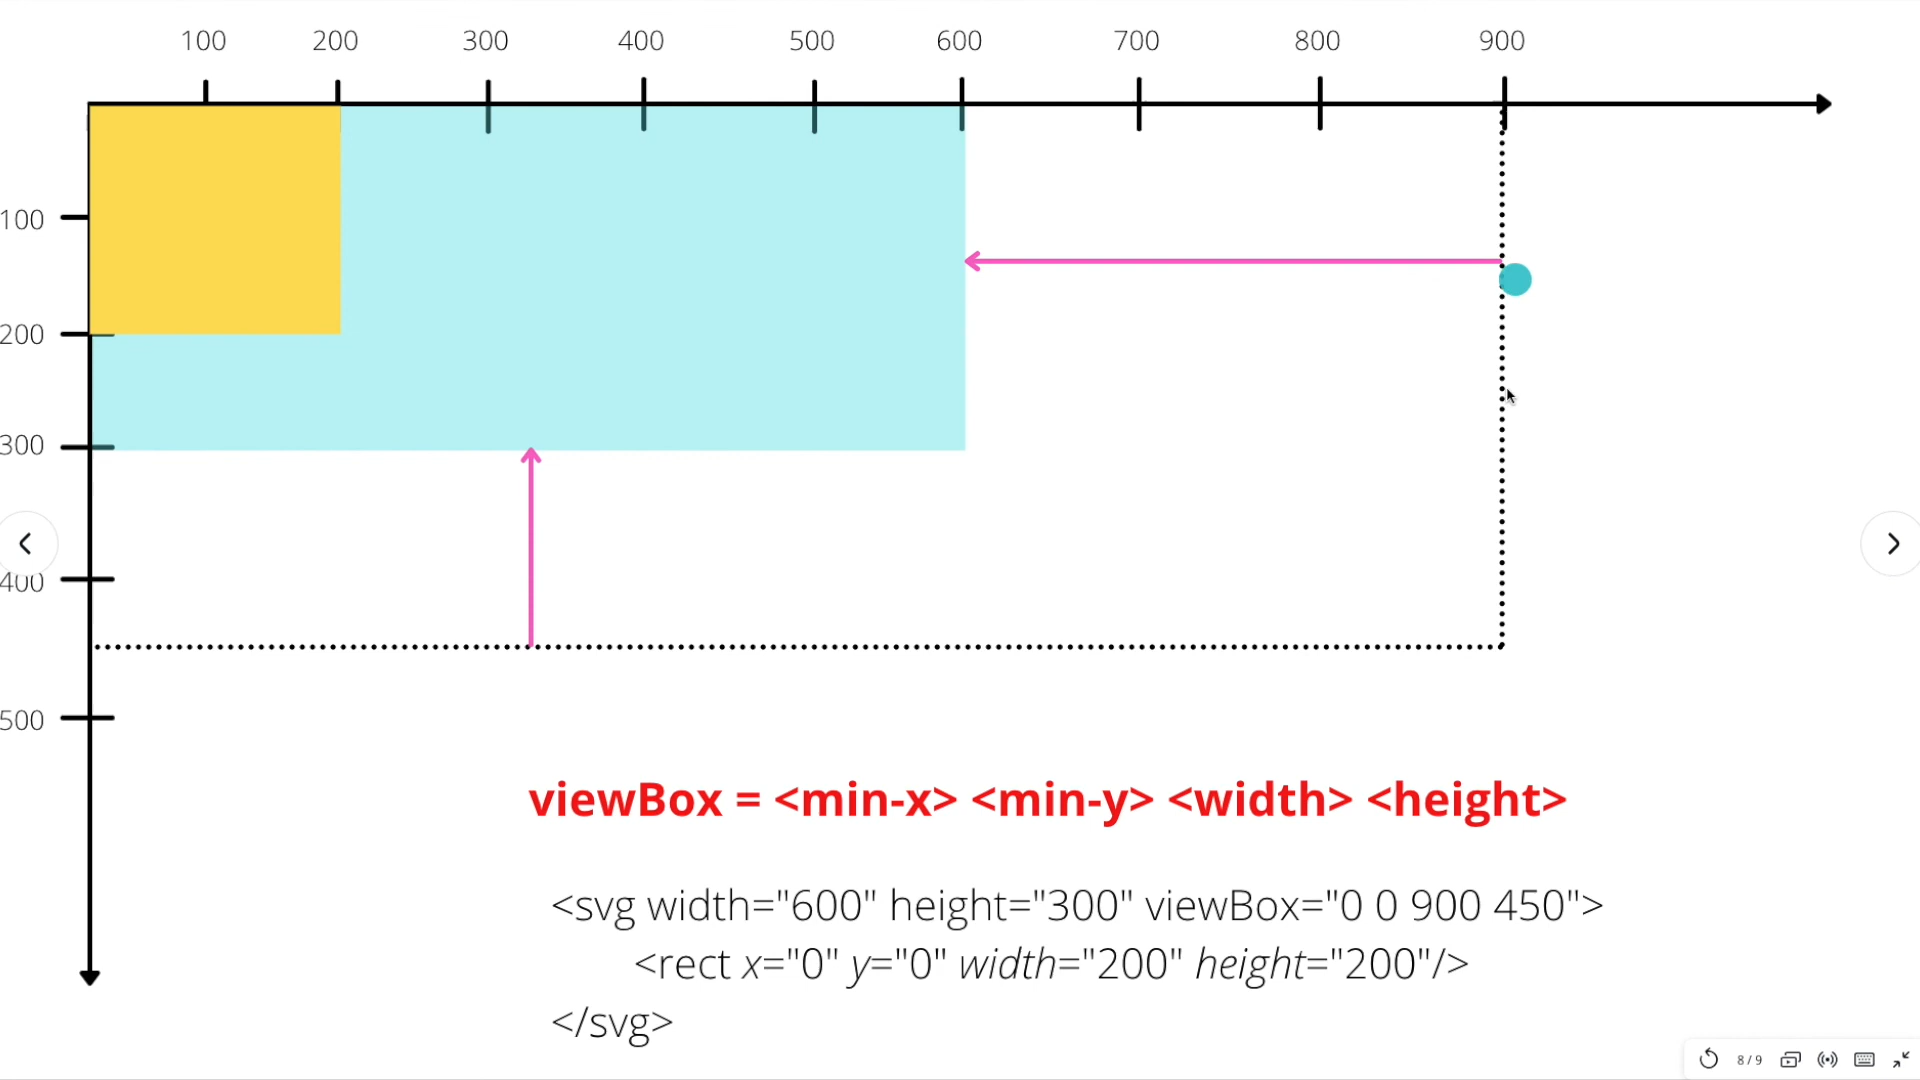 100 200 300 400 500 600 700 800 900
100
200
300
400
500
viewBox = <min-x> <min-y> <width> <height>
<svg width="600" height="300" viewBox="0 0 900 450">
<rect x="0" y="0" width="200" height="200"/>
</svg>
8/9